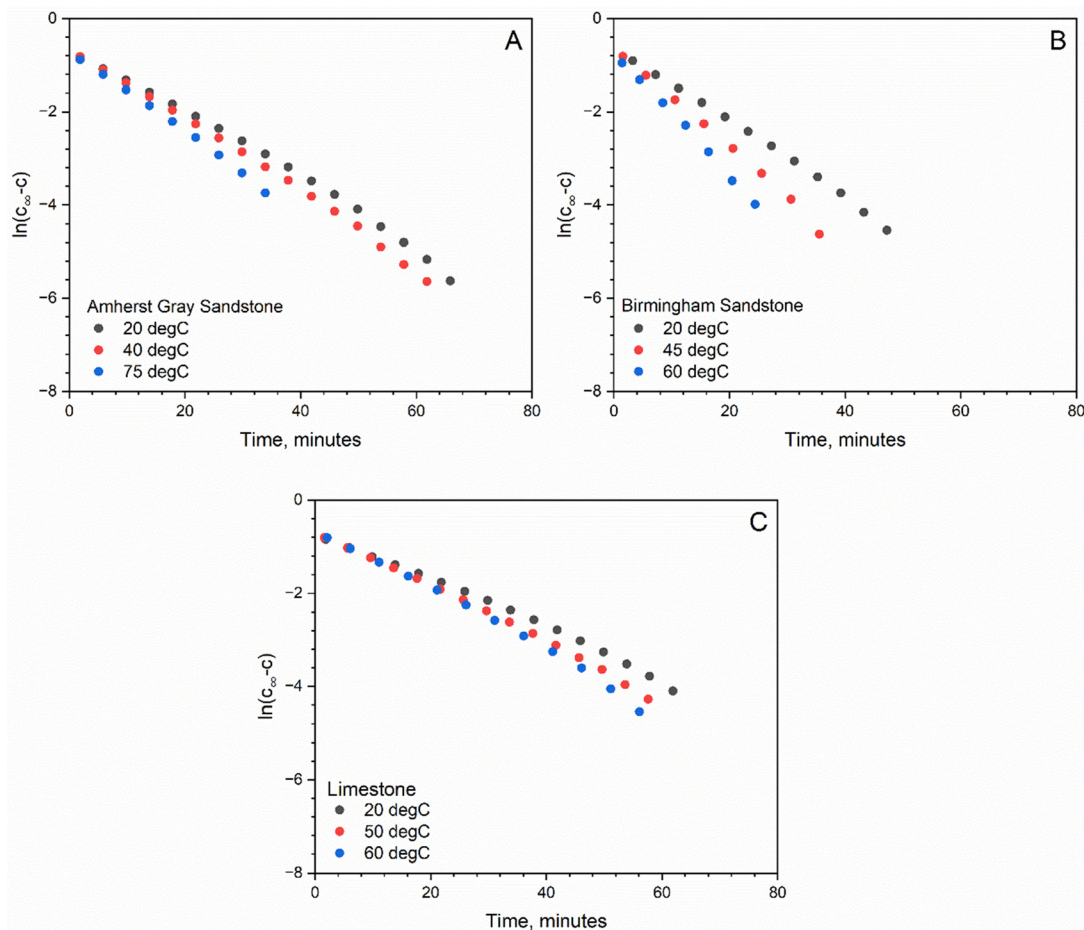 A
0
−2
−4
−6
−8
ln(c∞-c)
Amherst Gray Sandstone
20 degC
40 degC
75 degC
0 20 40 60 80
Time, minutes
B
0
−2
−4
−6
−8
ln(c∞-c)
Birmingham Sandstone
20 degC
45 degC
60 degC
0 20 40 60 80
Time, minutes
C
0
−2
−4
−6
−8
ln(c∞-c)
Limestone
20 degC
50 degC
60 degC
0 20 40 60 80
Time, minutes